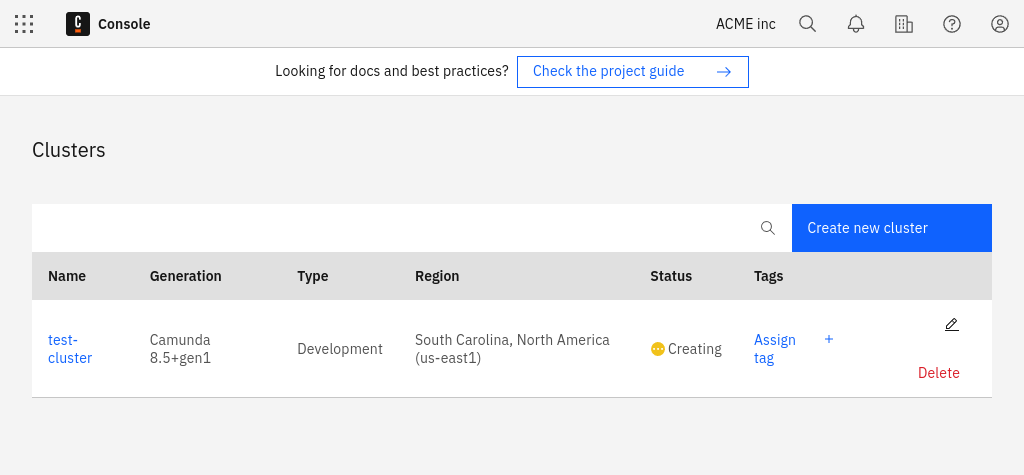 Console
ACME inc
Looking for docs and best practices? Check the project guide
Clusters
Create new cluster
Name Generation Type Region Status Tags
test-
cluster
Camunda
8.5+gen1
Development
South Carolina, North America
(us-east1)
Creating
Assign
tag
+
Delete